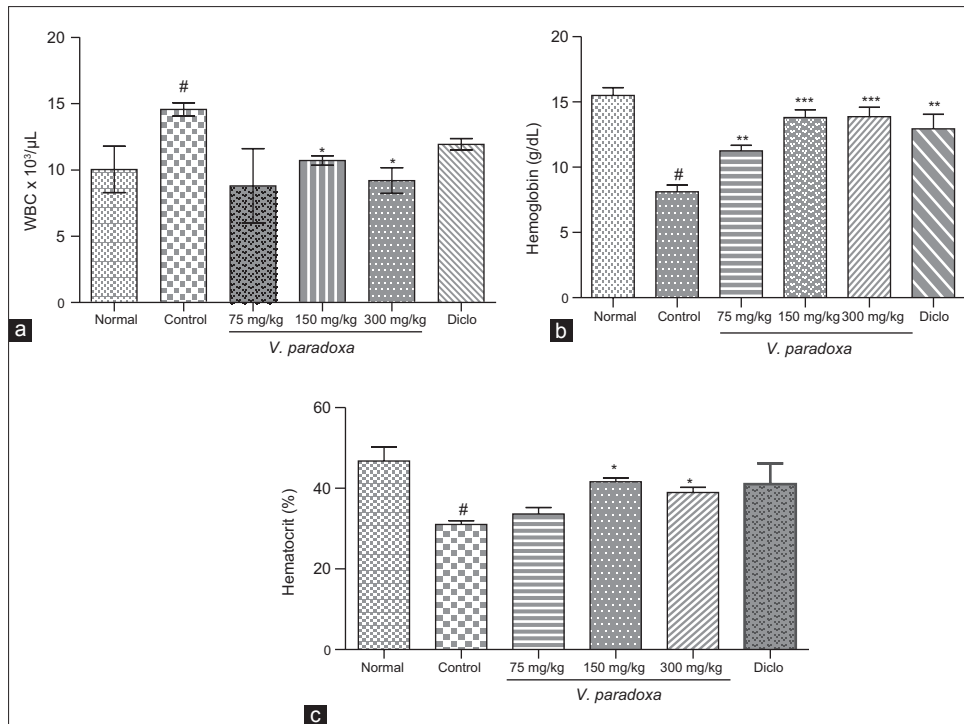 20
15
10
5
0
WBC x 10³/µL
#
*
*
Normal Control 75 mg/kg 150 mg/kg 300 mg/kg Diclo
V. paradoxa
a
20
15
10
5
0
Hemoglobin (g/dL)
#
**
***
***
**
Normal Control 75 mg/kg 150 mg/kg 300 mg/kg Diclo
V. paradoxa
b
60
40
20
0
Hematocrit (%)
#
*
*
Normal Control 75 mg/kg 150 mg/kg 300 mg/kg Diclo
V. paradoxa
c